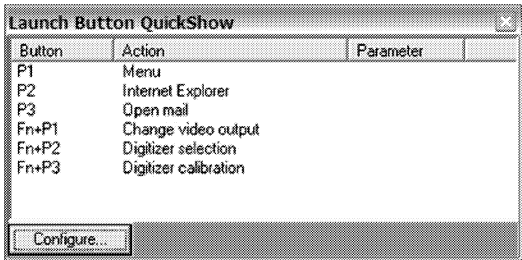 Launch Button QuickShow
Button Action Parameter
P1 Menu
P2 Internet Explorer
P3 Open mail
Fn+P1 Change video output
Fn+P2 Digitizer selection
Fn+P3 Digitizer calibration
Configure...